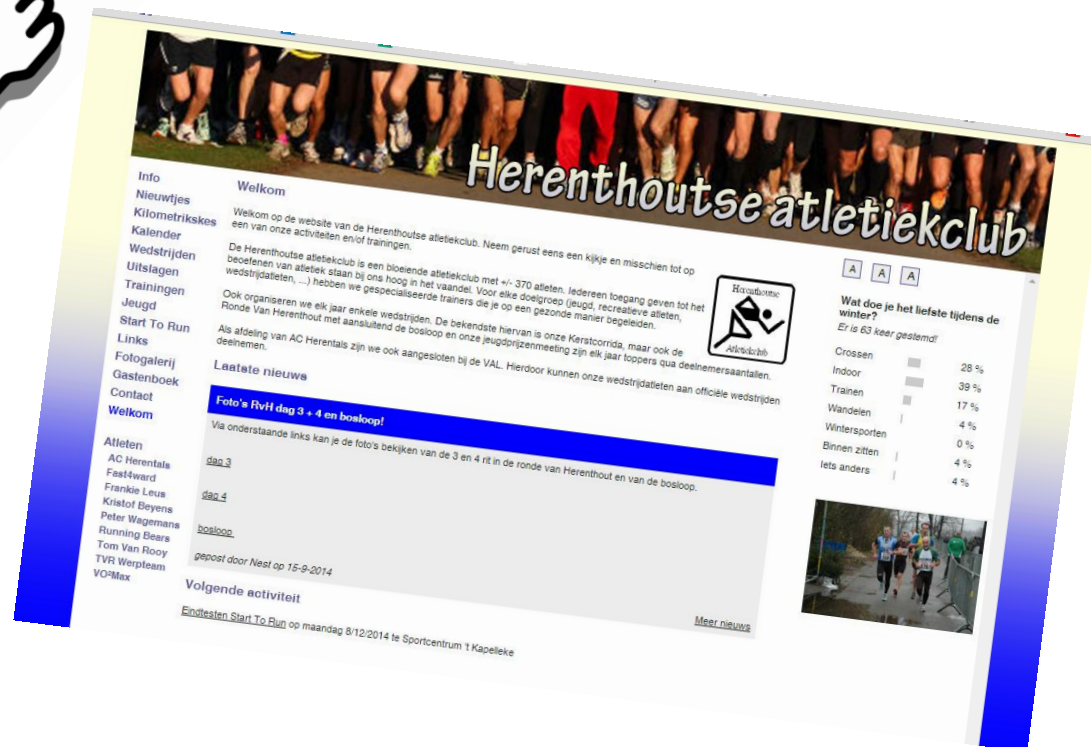 3
Herenthoutse atletiekclub
Info
Nieuwtjes
Kilometrikskes
Kalender
Wedstrijden
Uitslagen
Trainingen
Jeugd
Start To Run
Links
Fotogalerij
Gastenboek
Contact
Welkom
Atleten
AC Herentals
Fast4ward
Frankie Leus
Kristof Beyens
Peter Wagemans
Running Bears
Tom Van Rooy
TVR Werpteam
VO²Max
Welkom
Welkom op de website van de Herenthoutse atletiekclub. Neem gerust eens een kijkje en misschien tot op
een van onze activiteiten en/of trainingen.
De Herenthoutse atletiekclub is een bloeiende atletiekclub met +/- 370 atleten. Iedereen toegang geven tot het
beoefenen van atletiek staan bij ons hoog in het vaandel. Voor elke doelgroep (jeugd, recreatieve atleten,
wedstrijdatleten, ...) hebben we gespecialiseerde trainers die je op een gezonde manier begeleiden.
Ook organiseren we elk jaar enkele wedstrijden. De bekendste hiervan is onze Kerstcorrida, maar ook de
Ronde Van Herenthout met aansluitend de bosloop en onze jeugdprijzenmeeting zijn elk jaar toppers qua deelnemersaantallen.
Als afdeling van AC Herentals zijn we ook aangesloten bij de VAL. Hierdoor kunnen onze wedstrijdatleten aan officiële wedstrijden
deelnemen.
Herenthoutse
Atletiekclub
Laatste nieuws
Foto's RvH dag 3 + 4 en bosloop!
Via onderstaande links kan je de foto's bekijken van de 3 en 4 rit in de ronde van Herenthout en van de bosloop.
dag 3
dag 4
bosloop
gepost door Nest op 15-9-2014
Meer nieuws
Volgende activiteit
Eindtesten Start To Run op maandag 8/12/2014 te Sportcentrum 't Kapelleke
A A A
Wat doe je het liefste tijdens de
winter?
Er is 63 keer gestemd!
Crossen 28 %
Indoor 39 %
Trainen 17 %
Wandelen 4 %
Wintersporten 0 %
Binnen zitten 4 %
Iets anders 4 %